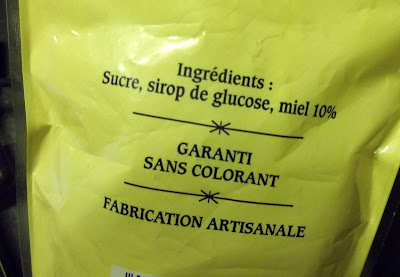 Ingrédients :
Sucre, sirop de glucose, miel 10%
GARANTI
SANS COLORANT
FABRICATION ARTISANALE